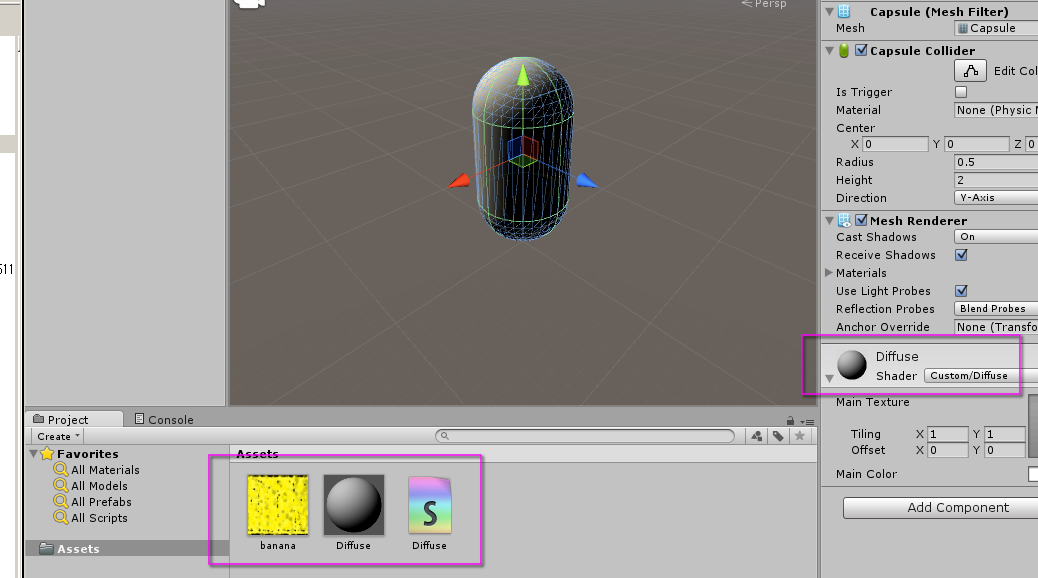 511
Persp
Capsule (Mesh Filter)
Mesh
Capsule
Capsule Collider
Edit Col
Is Trigger
Material
None (Physic M
Center
X 0 Y 0 Z 0
Radius
0.5
Height
2
Direction
Y-Axis
Mesh Renderer
Cast Shadows
On
Receive Shadows
Materials
Use Light Probes
Reflection Probes
Blend Probes
Anchor Override
None (Transfo
Diffuse
Shader
Custom/Diffuse
Main Texture
Tiling X 1 Y 1
Offset X 0 Y 0
Main Color
Add Component
Project
Console
Create
Favorites
All Materials
All Models
All Prefabs
All Scripts
Assets
Assets
S
banana
Diffuse
Diffuse